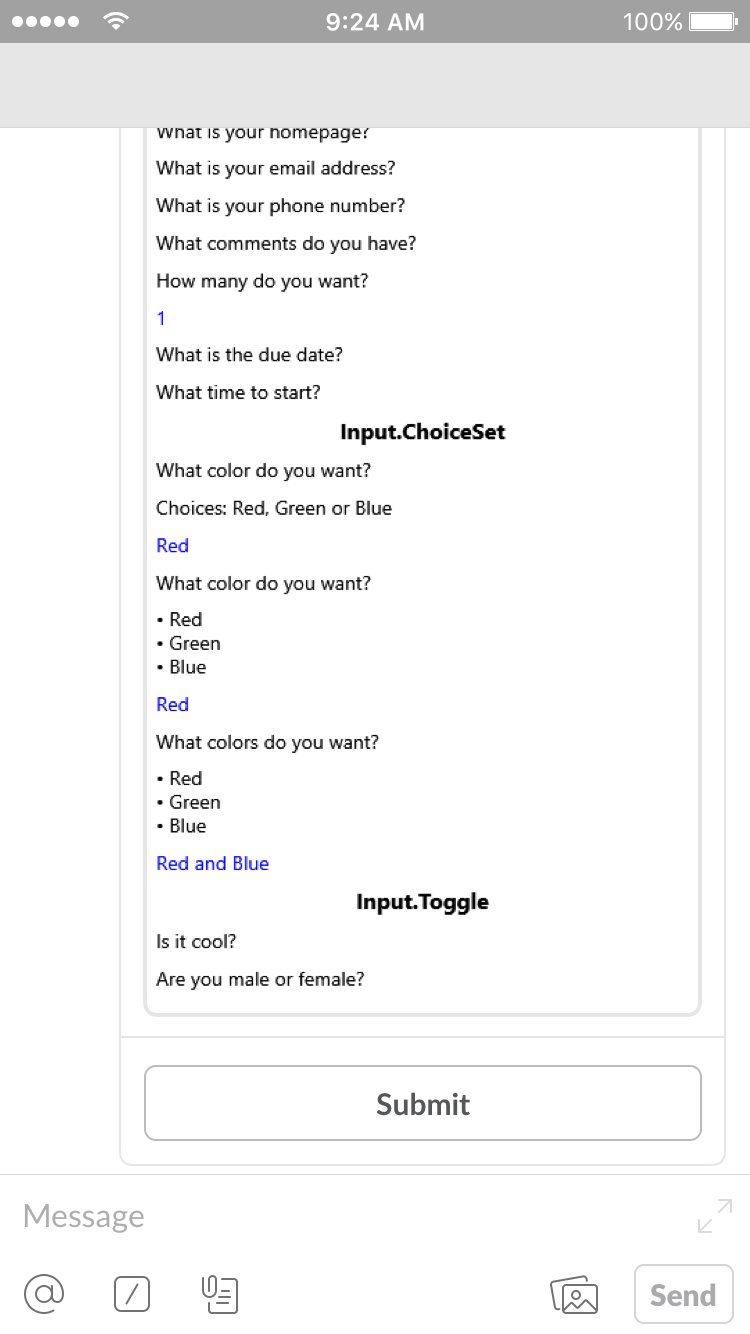 9:24 AM 100%
What is your homepage?
What is your email address?
What is your phone number?
What comments do you have?
How many do you want?
1
What is the due date?
What time to start?
Input.ChoiceSet
What color do you want?
Choices: Red, Green or Blue
Red
What color do you want?
• Red
• Green
• Blue
Red
What colors do you want?
• Red
• Green
• Blue
Red and Blue
Input.Toggle
Is it cool?
Are you male or female?
Submit
Message
@ /
Send